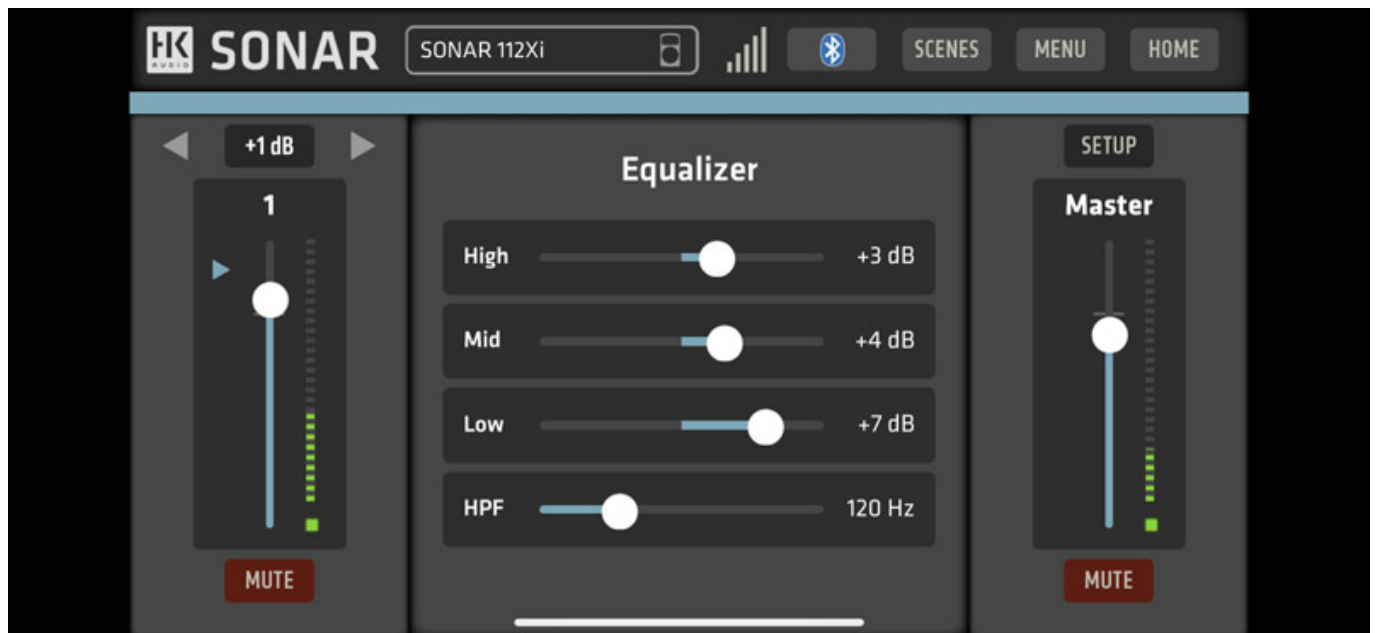 HK AUDIO SONAR SONAR 112Xi SCENES MENU HOME
+1 dB
1
MUTE
Equalizer
High +3 dB
Mid +4 dB
Low +7 dB
HPF 120 Hz
SETUP
Master
MUTE